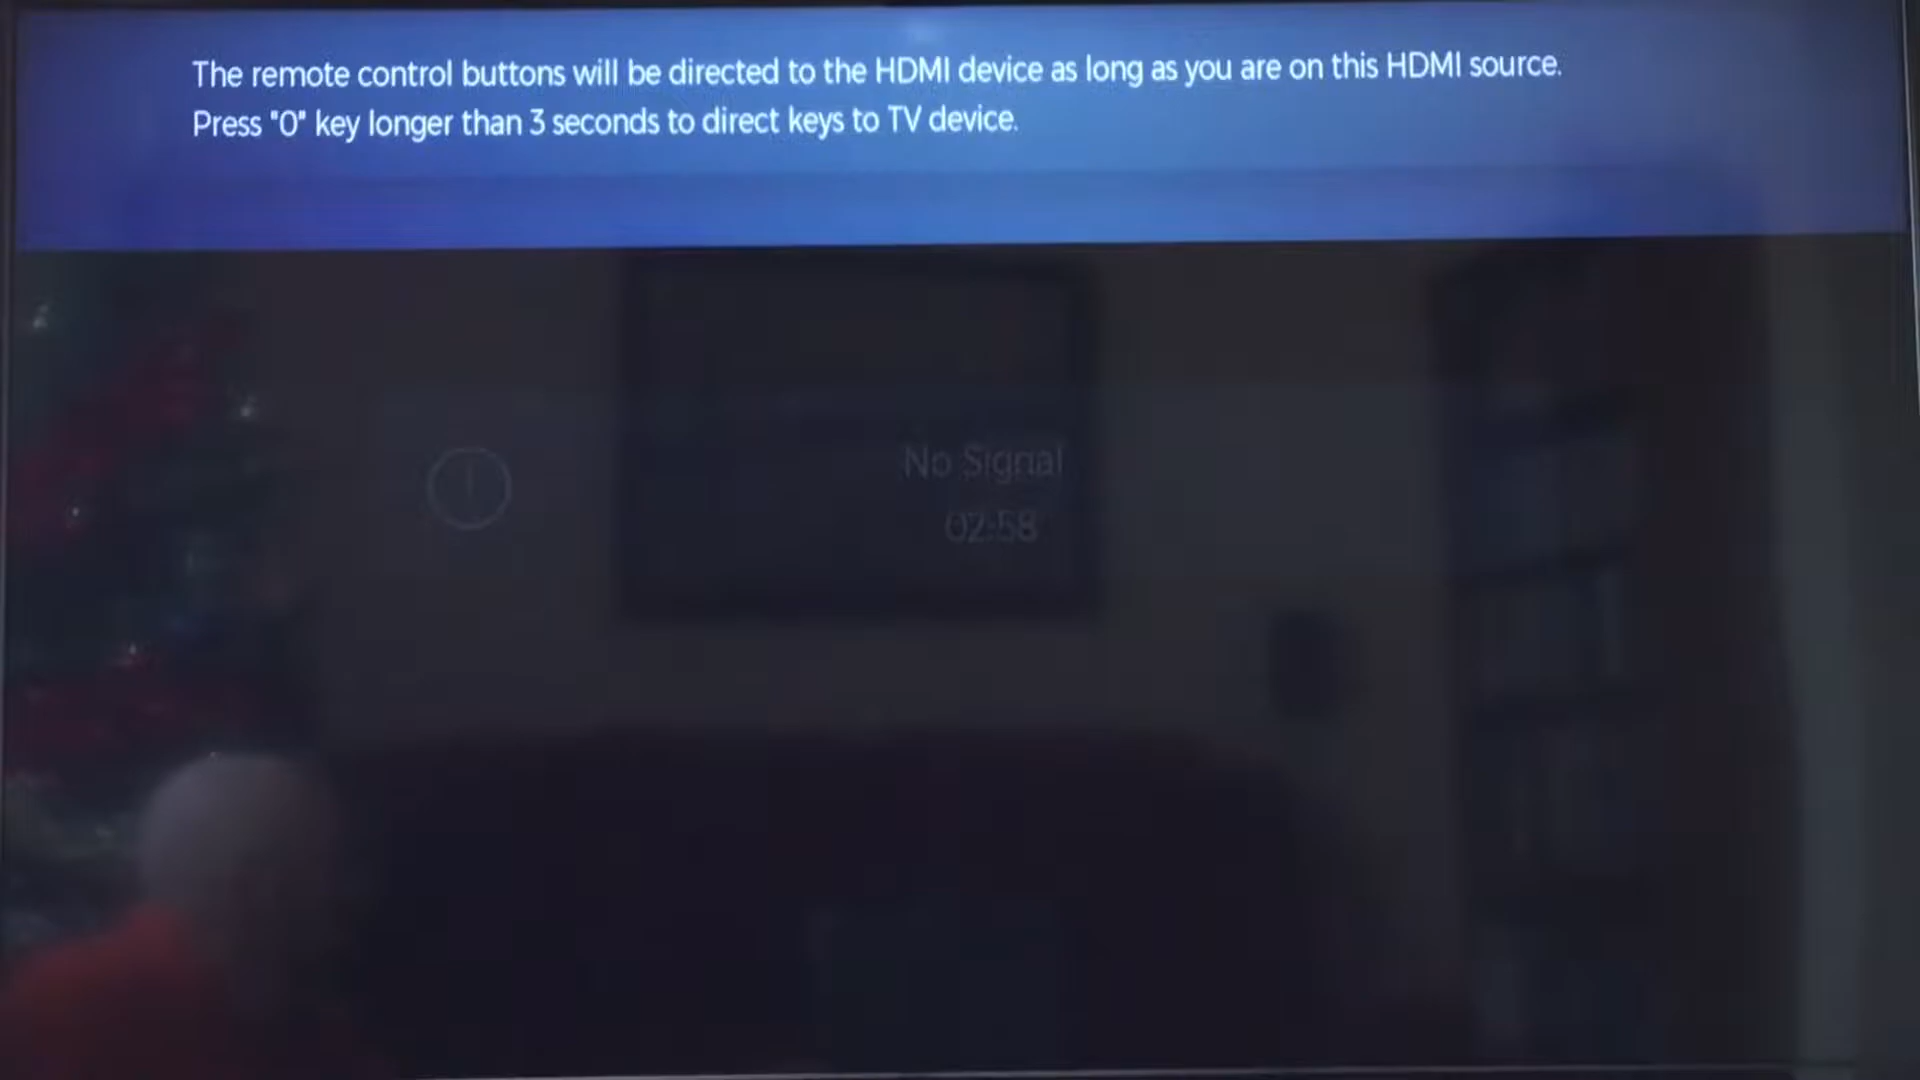 The remote control buttons will be directed to the HDMI device as long as you are on this HDMI source.
Press "0" key longer than 3 seconds to direct keys to TV device.
No Signal
02:58